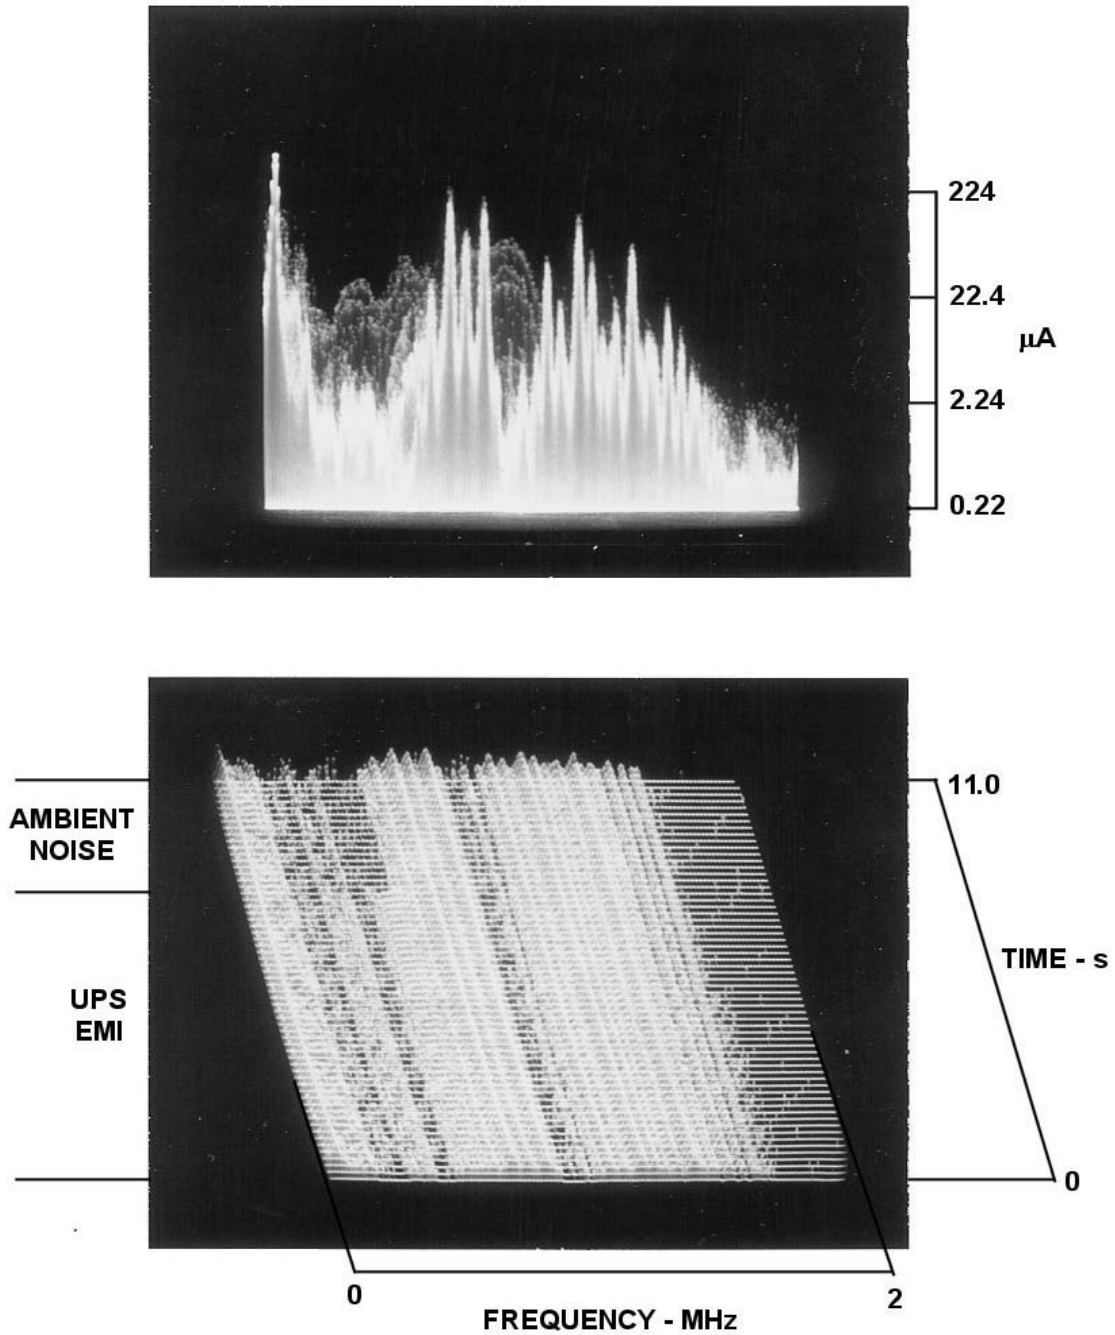 224
22.4
µA
2.24
0.22
11.0
AMBIENT
NOISE
TIME - s
UPS
EMI
0
0
2
FREQUENCY - MHz